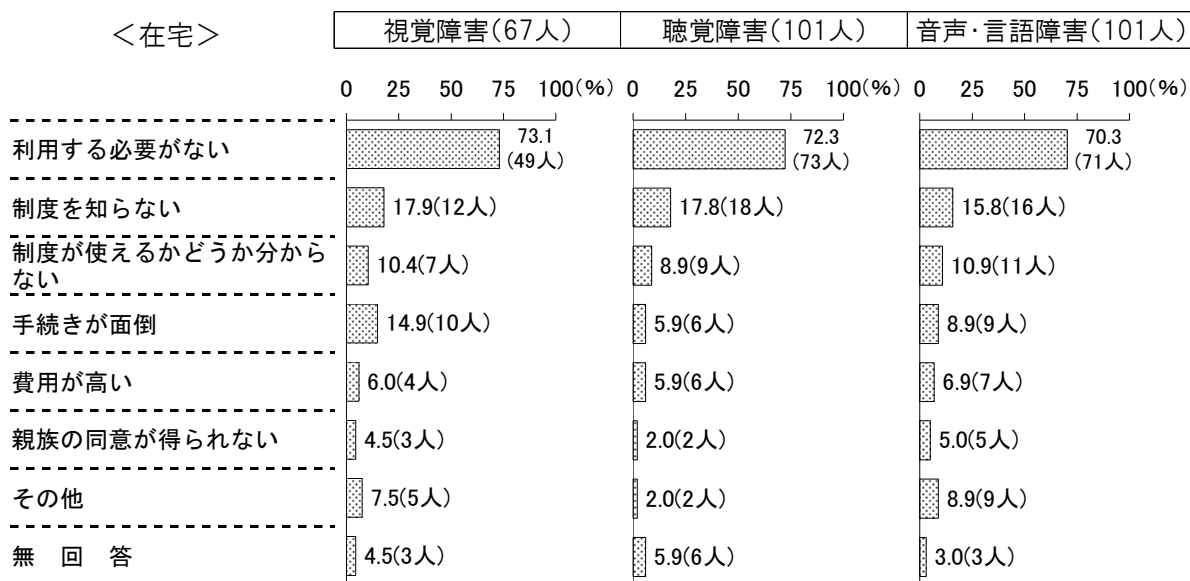 ＜在宅＞ 視覚障害(67人) 聴覚障害(101人) 音声・言語障害(101人)
0 25 50 75 100(%) 0 25 50 75 100(%) 0 25 50 75 100(%)
利用する必要がない 73.1 (49人) 72.3 (73人) 70.3 (71人)
制度を知らない 17.9(12人) 17.8(18人) 15.8(16人)
制度が使えるかどうか分から
ない 10.4(7人) 8.9(9人) 10.9(11人)
手続きが面倒 14.9(10人) 5.9(6人) 8.9(9人)
費用が高い 6.0(4人) 5.9(6人) 6.9(7人)
親族の同意が得られない 4.5(3人) 2.0(2人) 5.0(5人)
その他 7.5(5人) 2.0(2人) 8.9(9人)
無 回 答 4.5(3人) 5.9(6人) 3.0(3人)